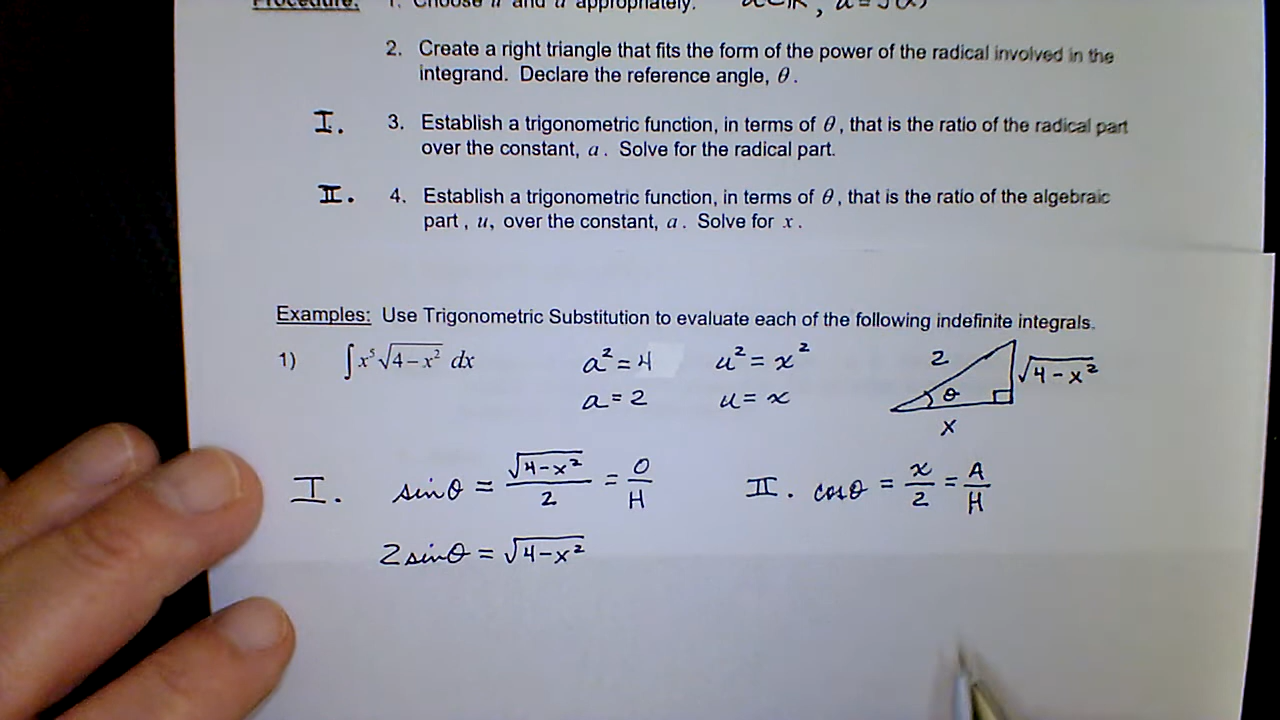 Procedure: 1. Choose u and a appropriately.
2. Create a right triangle that fits the form of the power of the radical involved in the
integrand. Declare the reference angle, θ.
I. 3. Establish a trigonometric function, in terms of θ, that is the ratio of the radical part
over the constant, a. Solve for the radical part.
II. 4. Establish a trigonometric function, in terms of θ, that is the ratio of the algebraic
part, u, over the constant, a. Solve for x.
Examples: Use Trigonometric Substitution to evaluate each of the following indefinite integrals.
1) ∫x⁵√(4−x²) dx a² = 4 u² = x² 2 √(4−x²)
a = 2 u = x θ
x
I. sinθ = √(4−x²)/2 = O/H II. cosθ = x/2 = A/H
2sinθ = √(4−x²)